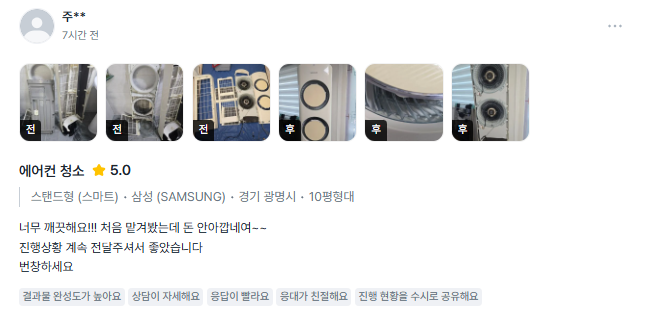 주**
7시간 전
전
전
전
후
후
후
에어컨 청소 5.0
스탠드형 (스마트) · 삼성 (SAMSUNG) · 경기 광명시 · 10평형대
너무 깨끗해요!!! 처음 맡겨봤는데 돈 안아깝네여~~
진행상황 계속 전달주셔서 좋았습니다
번창하세요
결과물 완성도가 높아요 상담이 자세해요 응답이 빨라요 응대가 친절해요 진행 현황을 수시로 공유해요